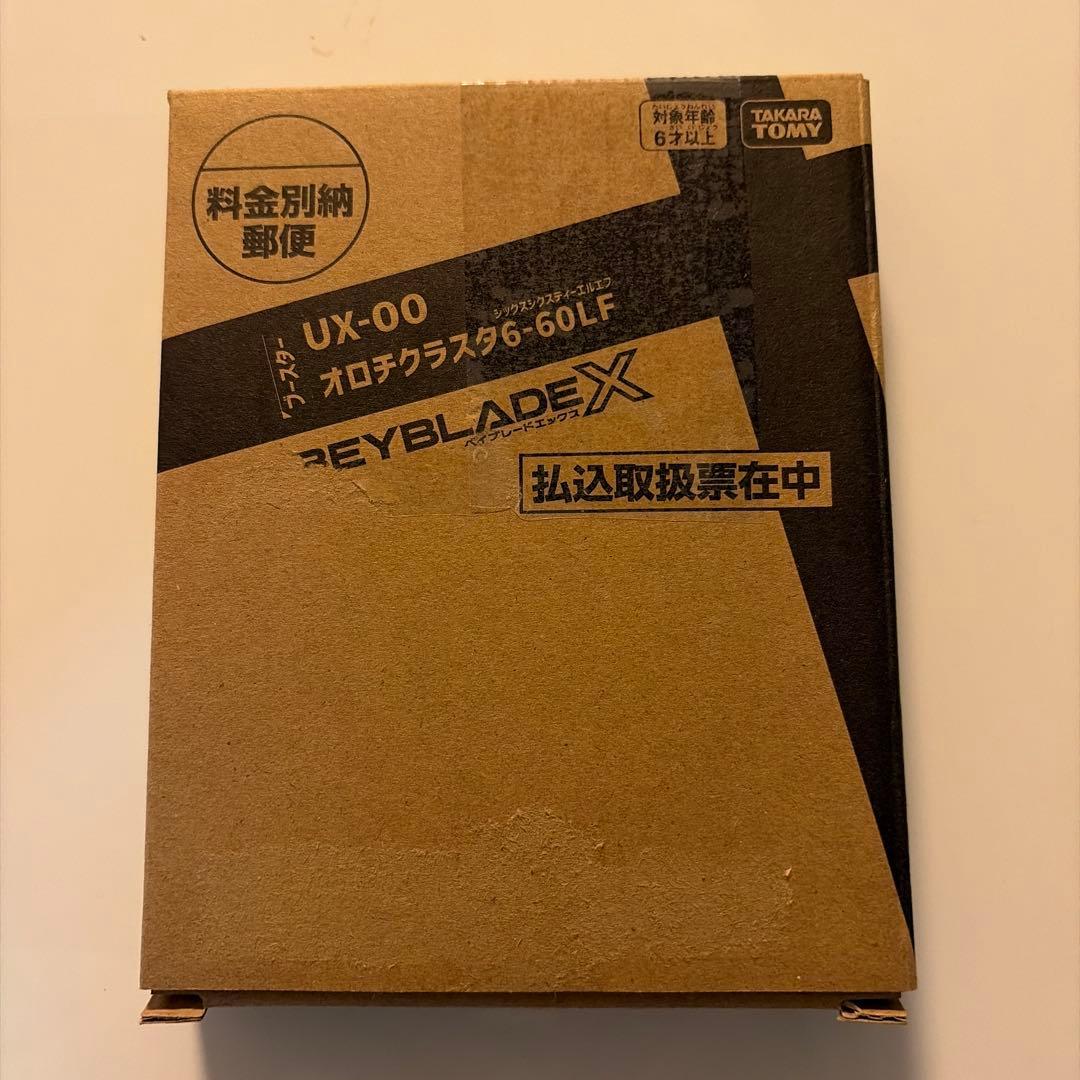 たいしょうねんれい
対象年齢
6才以上
TAKARA
TOMY
料金別納
郵便
ブースター
UX-00
シックスシクスティーエルエフ
オロチクラスタ6-60LF
BEYBLADE X
ベイブレードエックス
払込取扱票在中